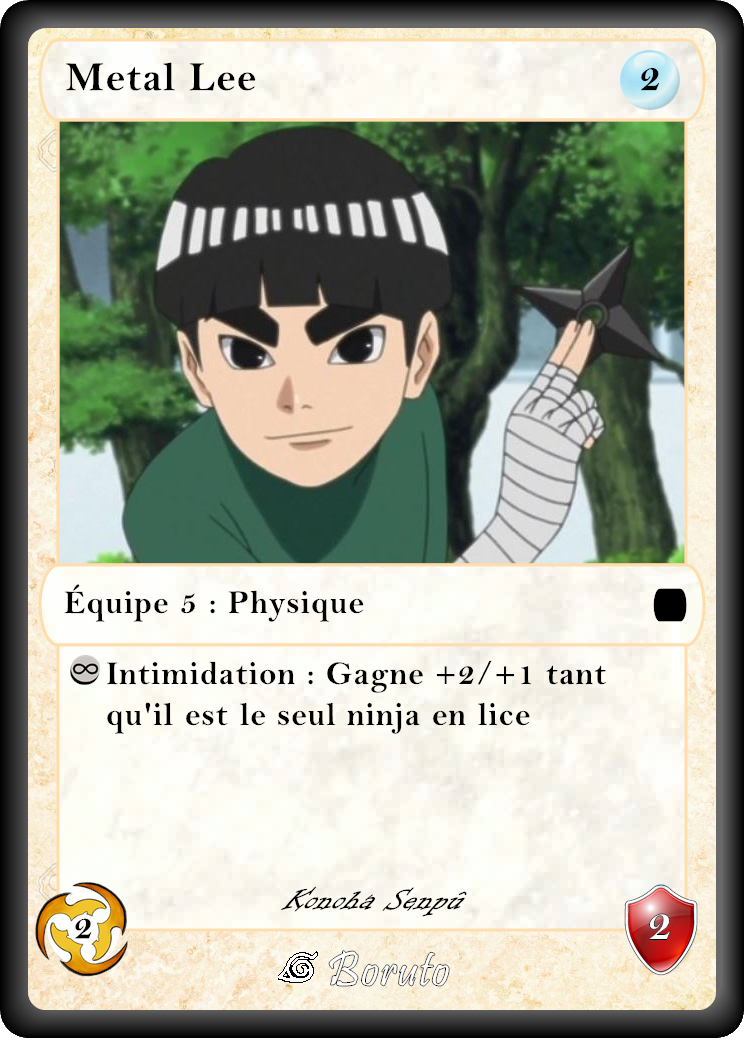 Metal Lee
2
Équipe 5 : Physique
∞ Intimidation : Gagne +2/+1 tant
qu'il est le seul ninja en lice
Konoha Senpû
2
2
Boruto